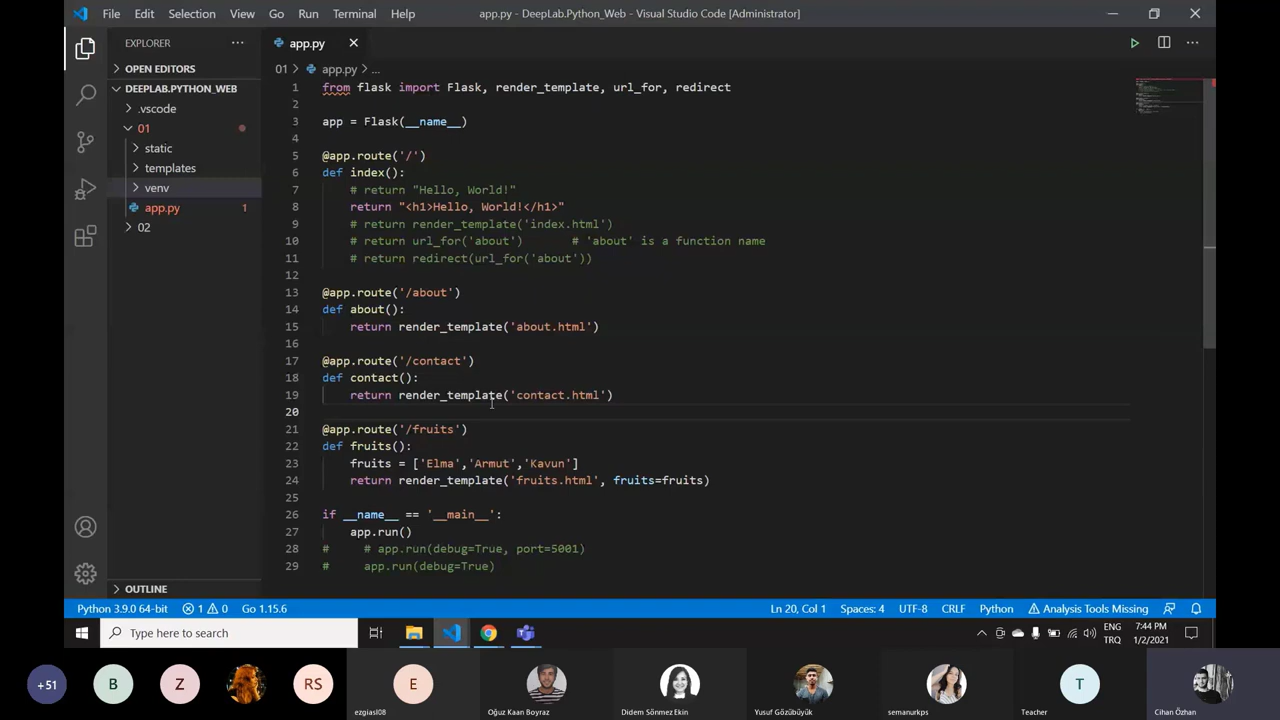 File Edit Selection View Go Run Terminal Help
app.py - DeepLab.Python_Web - Visual Studio Code [Administrator]
EXPLORER
OPEN EDITORS
DEEPLAB.PYTHON_WEB
.vscode
01
static
templates
venv
app.py 1
02
OUTLINE
app.py
01 > app.py > ...
1 from flask import Flask, render_template, url_for, redirect
2
3 app = Flask(__name__)
4
5 @app.route('/')
6 def index():
7     # return "Hello, World!"
8     return "<h1>Hello, World!</h1>"
9     # return render_template('index.html')
10     # return url_for('about')       # 'about' is a function name
11     # return redirect(url_for('about'))
12
13 @app.route('/about')
14 def about():
15     return render_template('about.html')
16
17 @app.route('/contact')
18 def contact():
19     return render_template('contact.html')
20
21 @app.route('/fruits')
22 def fruits():
23     fruits = ['Elma','Armut','Kavun']
24     return render_template('fruits.html', fruits=fruits)
25
26 if __name__ == '__main__':
27     app.run()
28 #     # app.run(debug=True, port=5001)
29 #     app.run(debug=True)
Python 3.9.0 64-bit 1 0 Go 1.15.6 Ln 20, Col 1 Spaces: 4 UTF-8 CRLF Python Analysis Tools Missing
Type here to search
ENG
TRQ
7:44 PM
1/2/2021
+51 B Z RS E T
ezgiasl08 Oğuz Kaan Boyraz Didem Sönmez Ekin Yusuf Gözübüyük semanurkps Teacher Cihan Özhan